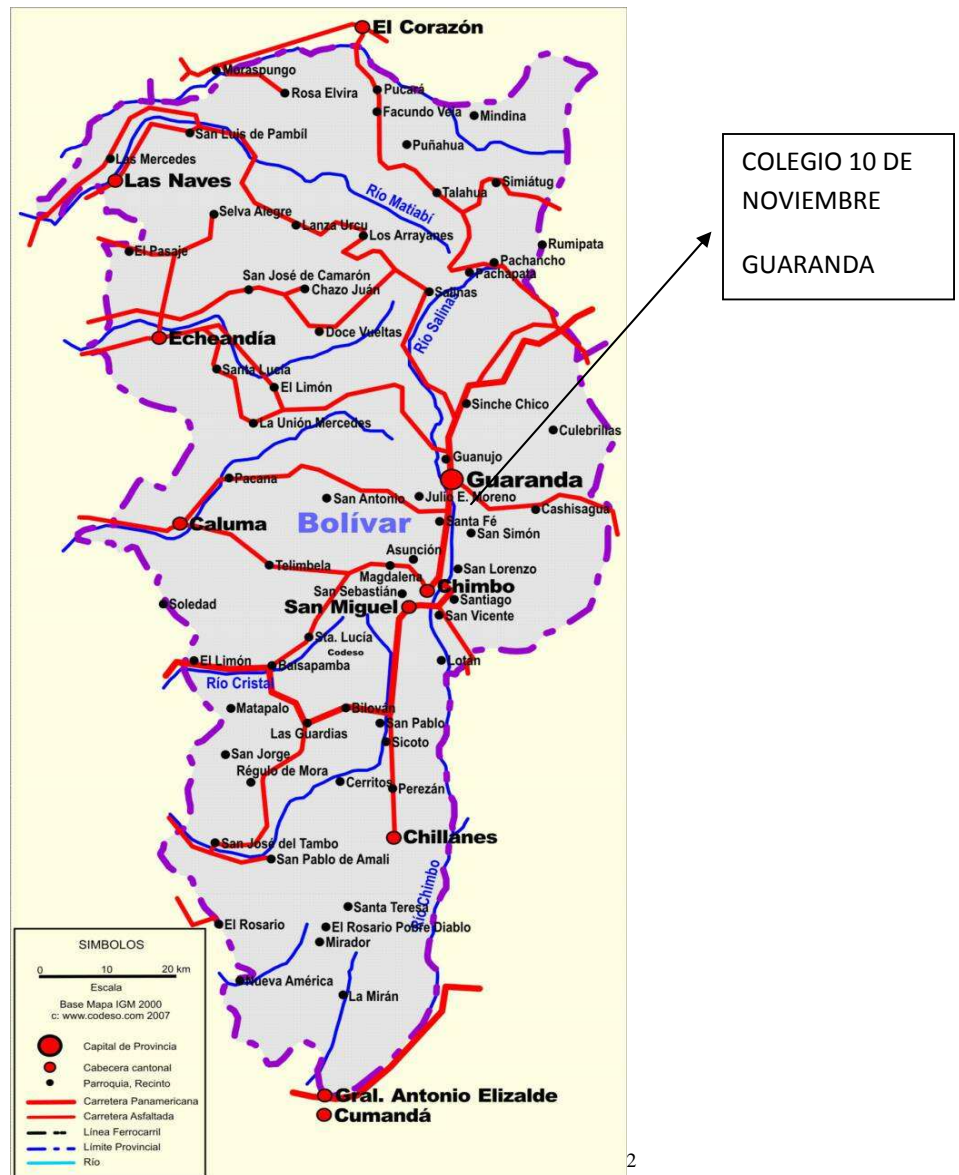 El Corazón
Moraspungo
Rosa Elvira
Pucará
Facundo Vela
Mindina
San Luis de Pambíl
Puñahua
Las Mercedes
Las Naves
Río Matiabí
Talahua
Simiátug
Selva Alegre
Lanza Urcu
Los Arrayanes
El Pasaje
Rumipata
Pachancho
Pachapata
San José de Camarón
Chazo Juán
Salinas
Río Salinas
Doce Vueltas
Echeandía
Santa Lucía
El Limón
Sinche Chico
La Unión Mercedes
Culebrillas
Guanujo
Guaranda
Pacana
San Antonio
Julio E. Moreno
Cashisagua
Caluma
Bolívar
Santa Fé
San Simón
Asunción
Telimbela
Magdalena
San Lorenzo
Chimbo
San Sebastián
Santiago
Soledad
San Miguel
San Vicente
Sta. Lucía
Codeso
El Limón
Balsapamba
Lotan
Río Cristal
Matapalo
Bilován
Las Guardias
San Pablo
Sicoto
San Jorge
Régulo de Mora
Cerritos
Perezán
Chillanes
San José del Tambo
San Pablo de Amali
Río Chimbo
Santa Teresa
El Rosario
El Rosario Pobre Diablo
Mirador
Nueva América
La Mirán
Gral. Antonio Elizalde
Cumandá
SIMBOLOS
0 10 20 km
Escala
Base Mapa IGM 2000
c: www.codeso.com 2007
Capital de Provincia
Cabecera cantonal
Parroquia, Recinto
Carretera Panamericana
Carretera Asfaltada
Línea Ferrocarril
Límite Provincial
Río
COLEGIO 10 DE
NOVIEMBRE
GUARANDA
2